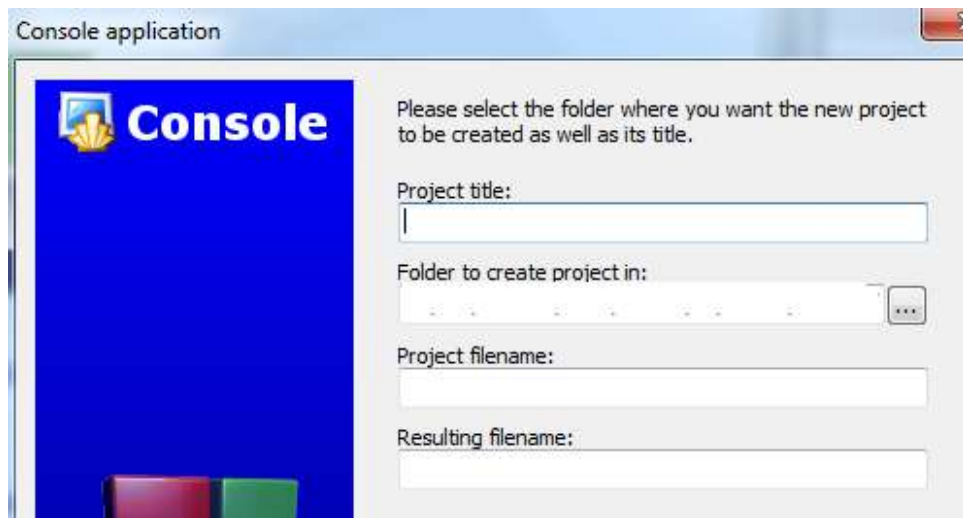 Console application
Console
Please select the folder where you want the new project
to be created as well as its title.
Project title:
Folder to create project in:
...
Project filename:
Resulting filename: